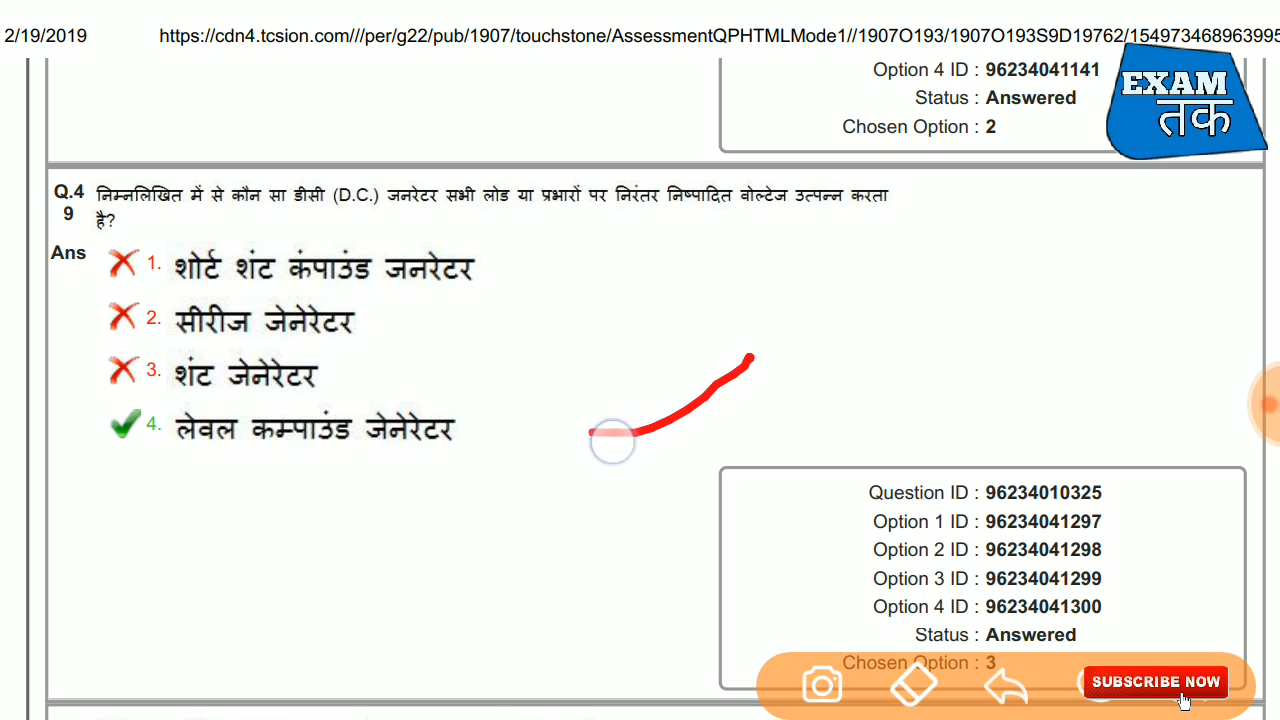 2/19/2019 https://cdn4.tcsion.com///per/g22/pub/1907/touchstone/AssessmentQPHTMLMode1//1907O193/1907O193S9D19762/154973468963995
Option 4 ID : 96234041141
Status : Answered
Chosen Option : 2
EXAM
तक
Q.4 निम्नलिखित में से कौन सा डीसी (D.C.) जनरेटर सभी लोड या प्रभारों पर निरंतर निष्पादित वोल्टेज उत्पन्न करता
9 है?
Ans
1. शोर्ट शंट कंपाउंड जनरेटर
2. सीरीज जेनेरेटर
3. शंट जेनेरेटर
4. लेवल कम्पाउंड जेनेरेटर
Question ID : 96234010325
Option 1 ID : 96234041297
Option 2 ID : 96234041298
Option 3 ID : 96234041299
Option 4 ID : 96234041300
Status : Answered
Chosen Option : 3
SUBSCRIBE NOW